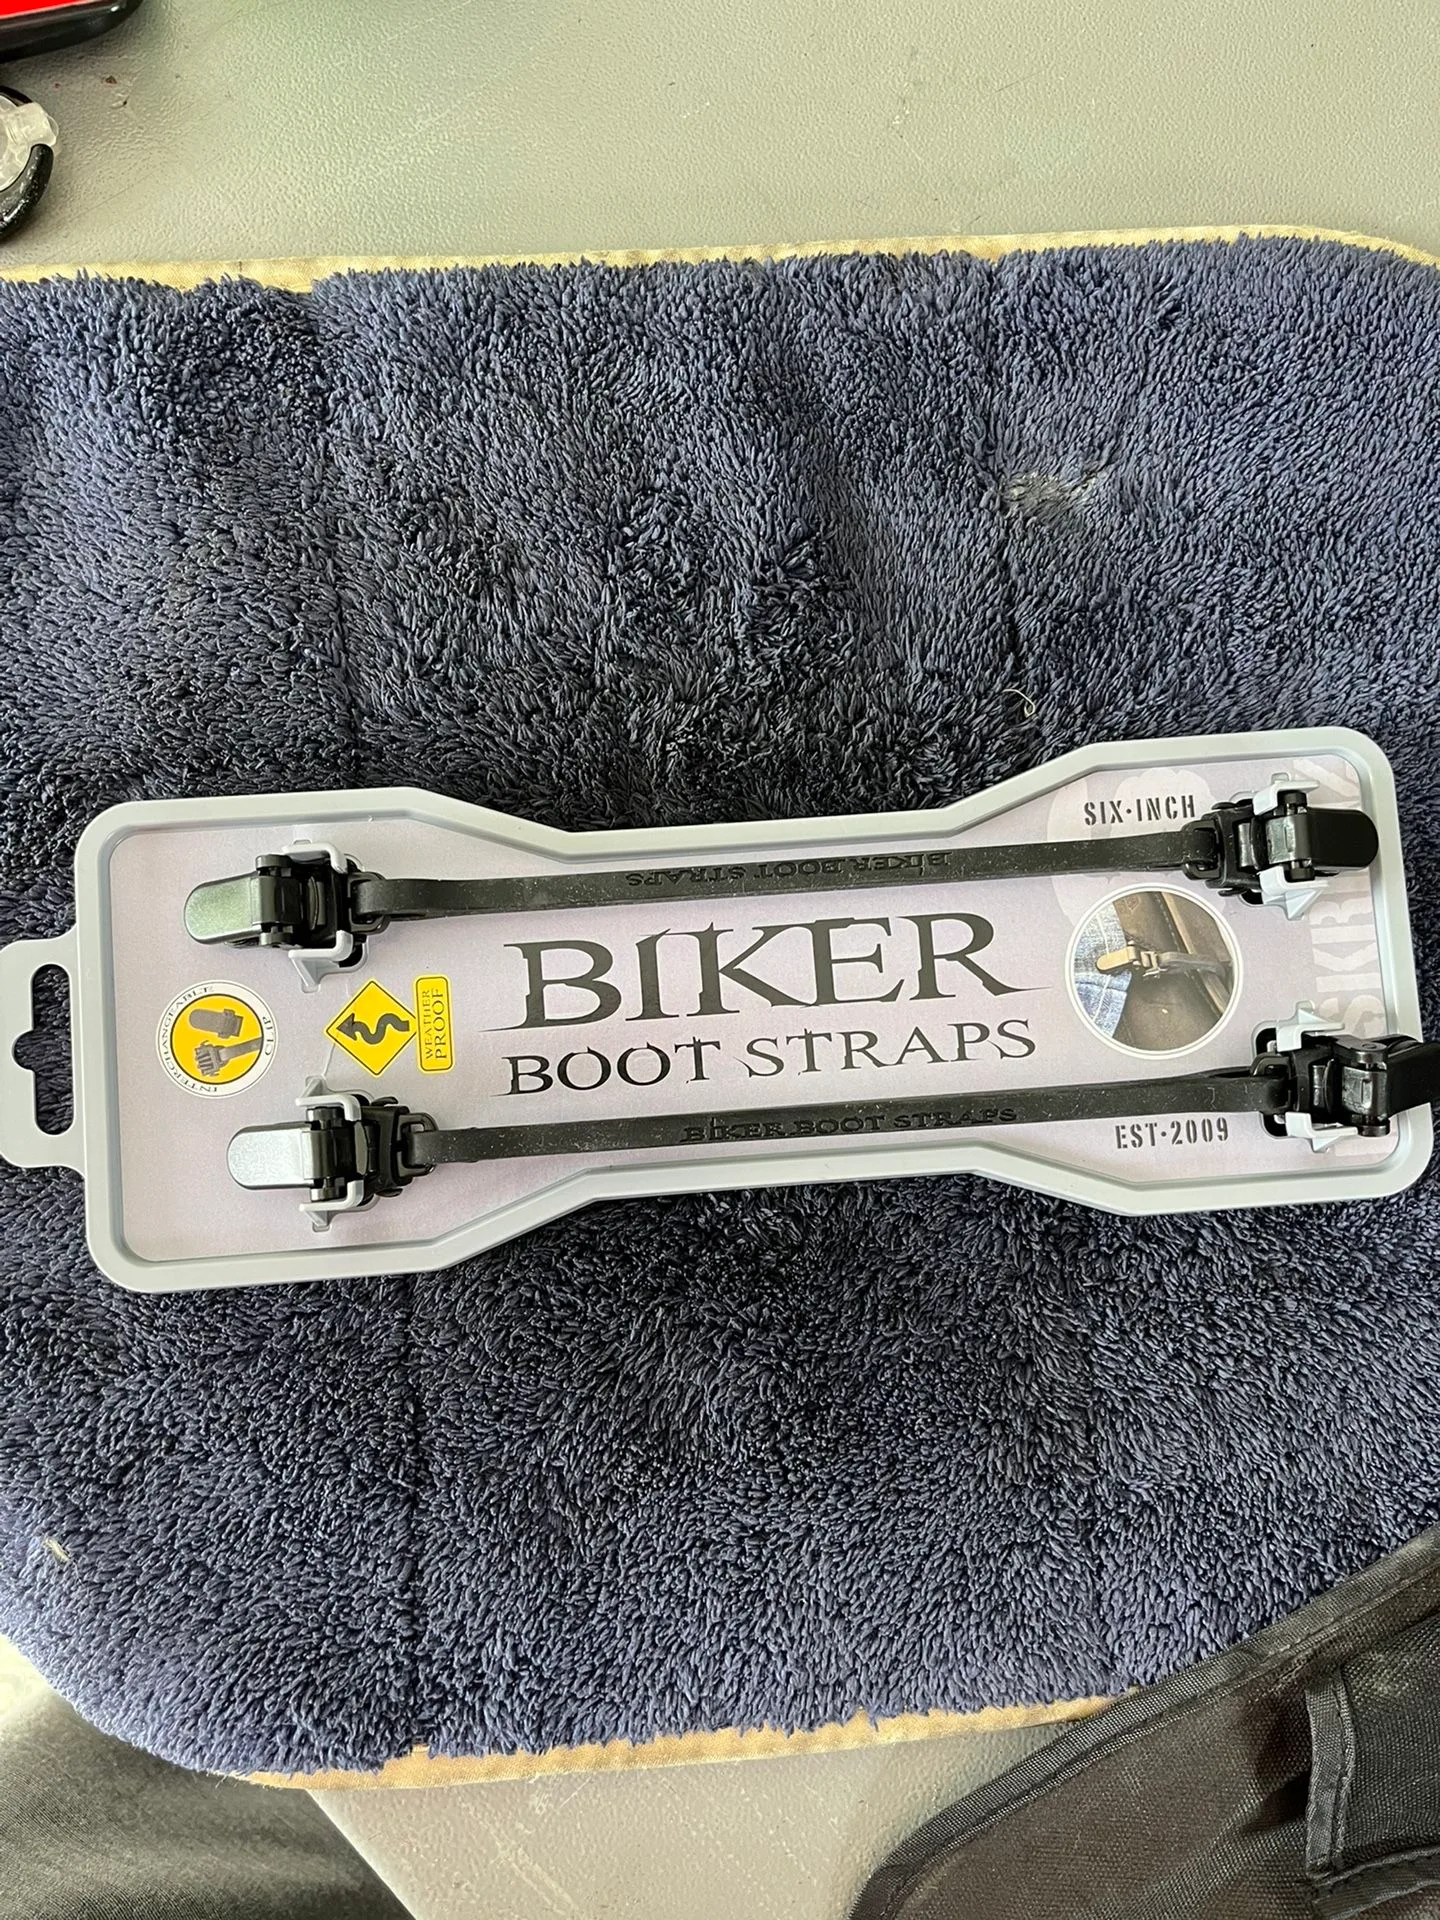 SIX·INCH
BIKER BOOT STRAPS
BIKER
BOOT STRAPS
WEATHER
PROOF
INTERCHANGEABLE
CLIP
BIKER BOOT STRAPS
EST·2009